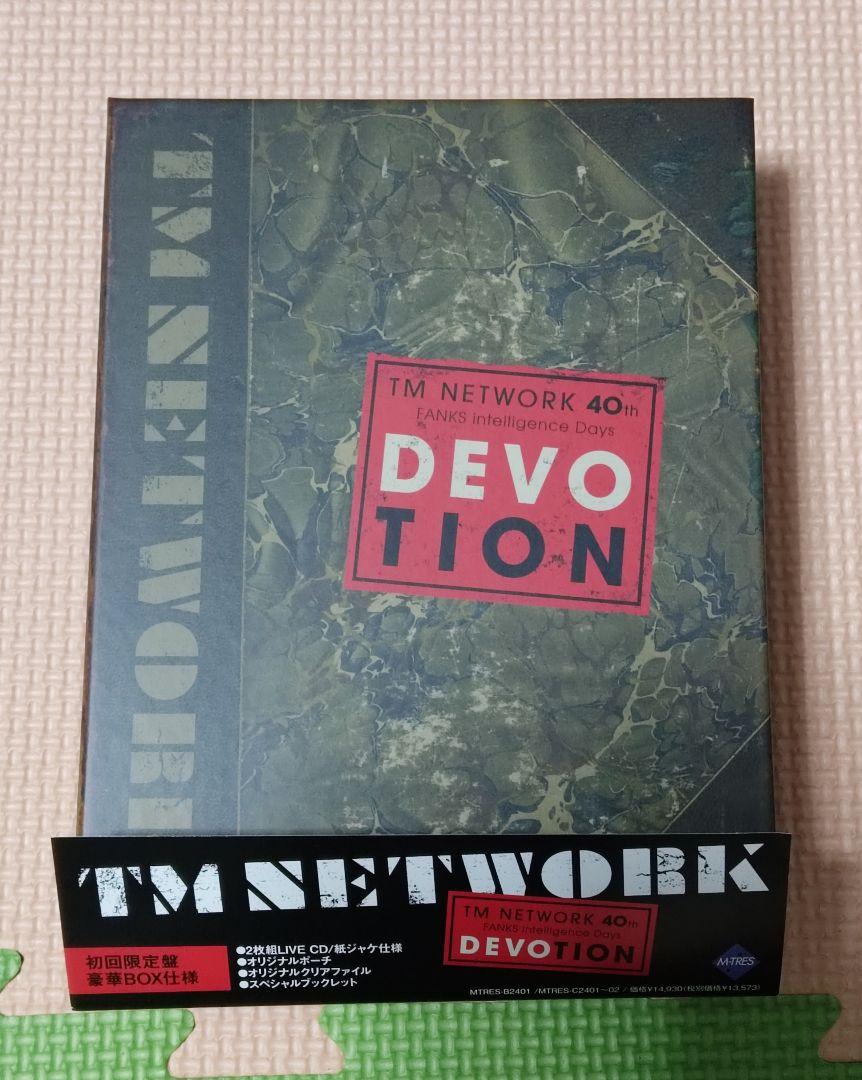 TM NETWORK
TM NETWORK 40th
FANKS intelligence Days
DEVO
TION
TM NETWORK
TM NETWORK 40th
FANKS intelligence Days
DEVOTION
初回限定盤
豪華BOX仕様
●2枚組LIVE CD/紙ジャケ仕様
●オリジナルポーチ
●オリジナルクリアファイル
●スペシャルブックレット
M-TRES
MTRES-B2401 /MTRES-C2401〜02 / 価格¥14,930(税別価格¥13,573)